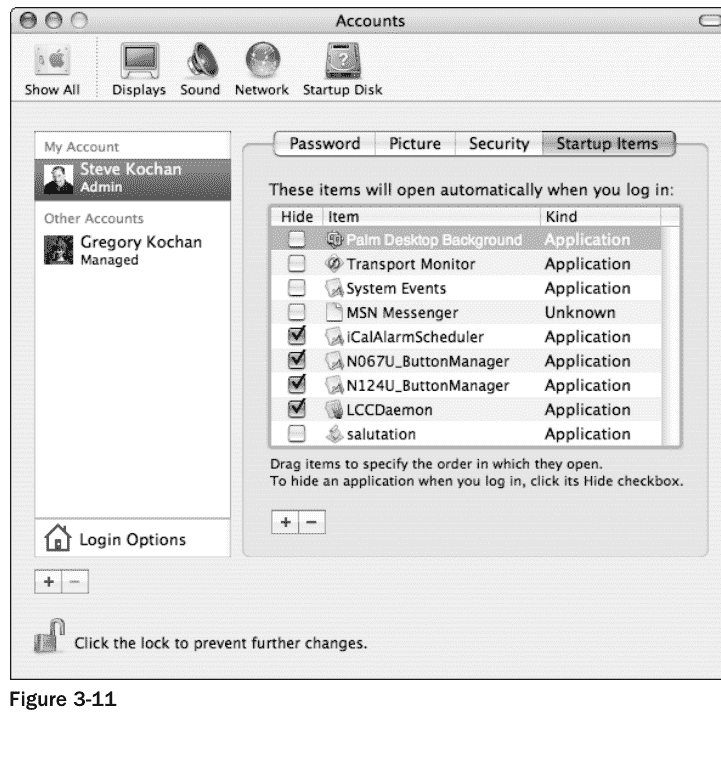 Accounts
Show All Displays Sound Network Startup Disk
My Account
Steve Kochan
Admin
Other Accounts
Gregory Kochan
Managed
Login Options
Password Picture Security Startup Items
These items will open automatically when you log in:
Hide Item Kind
Palm Desktop Background Application
Transport Monitor Application
System Events Application
MSN Messenger Unknown
iCalAlarmScheduler Application
N067U_ButtonManager Application
N124U_ButtonManager Application
LCCDaemon Application
salutation Application
Drag items to specify the order in which they open.
To hide an application when you log in, click its Hide checkbox.
+ −
+ −
Click the lock to prevent further changes.
Figure 3-11